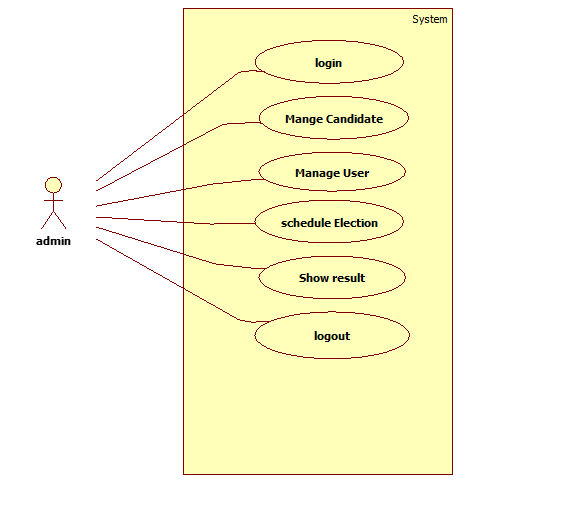 System
login
Mange Candidate
Manage User
schedule Election
admin
Show result
logout